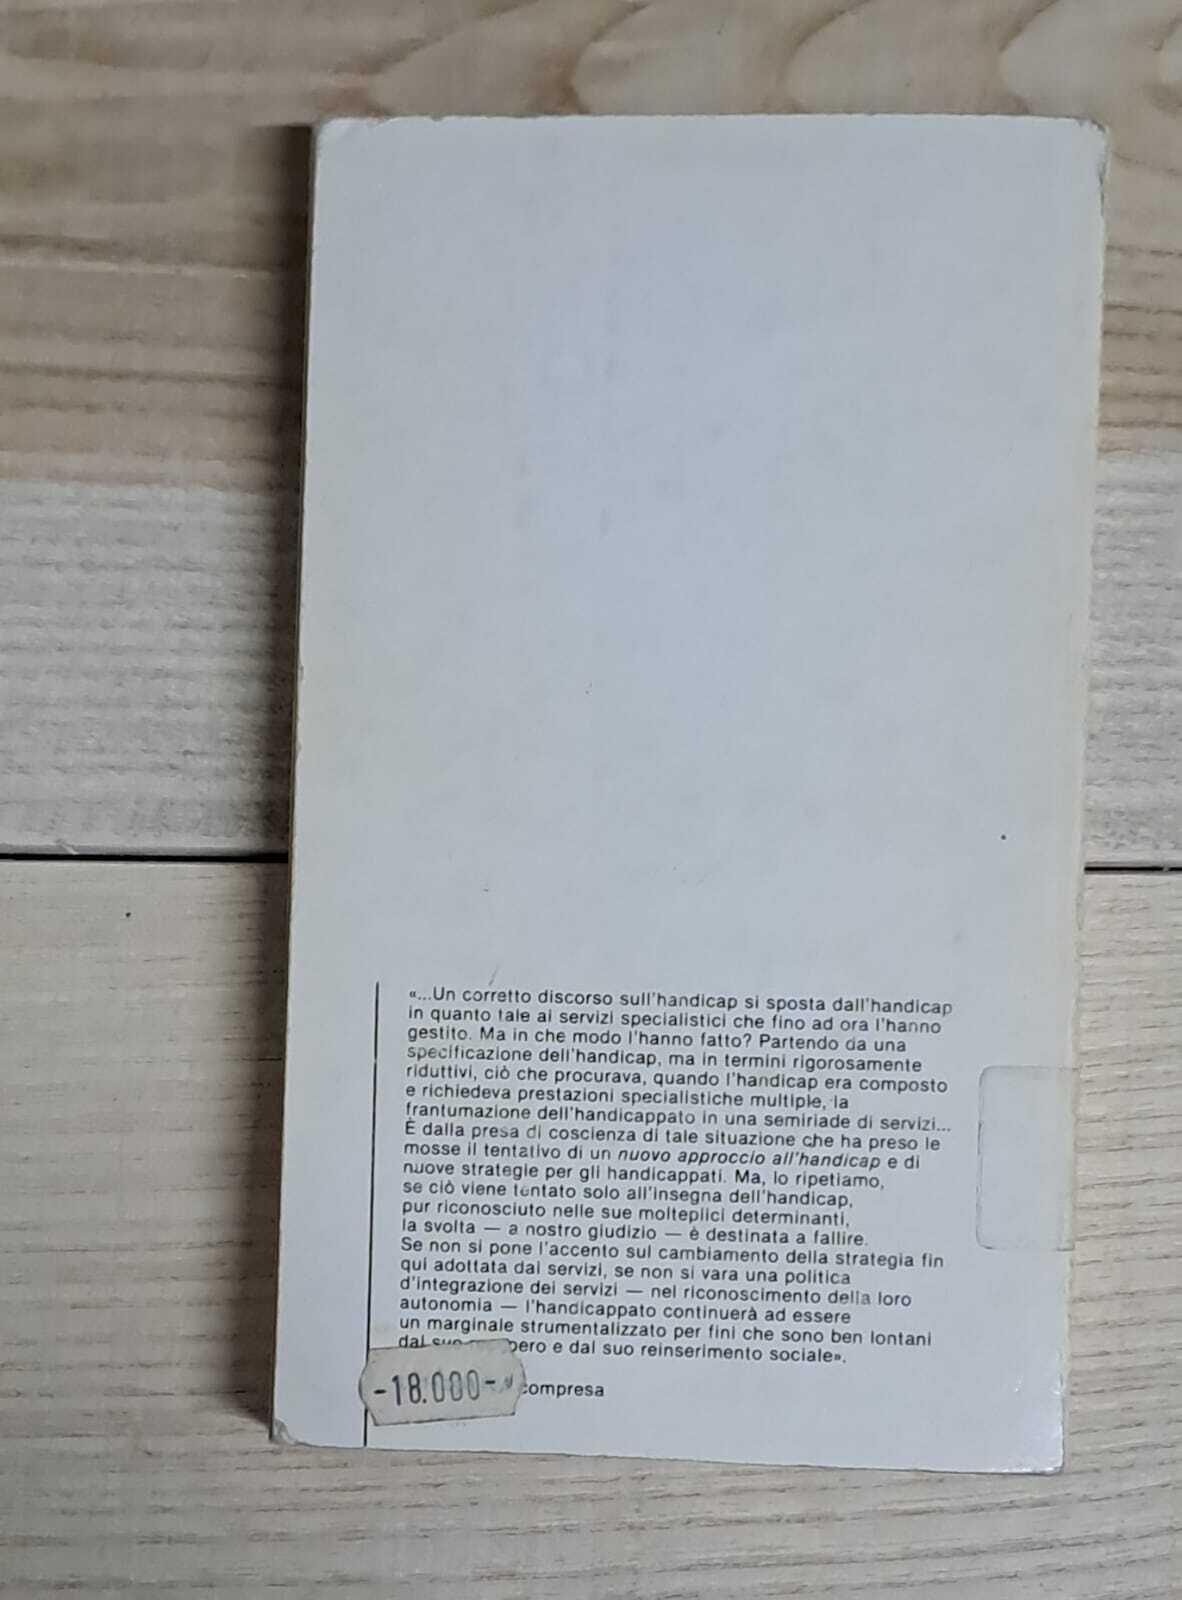 «...Un corretto discorso sull'handicap si sposta dall'handicap
in quanto tale ai servizi specialistici che fino ad ora l'hanno
gestito. Ma in che modo l'hanno fatto? Partendo da una
specificazione dell'handicap, ma in termini rigorosamente
riduttivi, ciò che procurava, quando l'handicap era composto
e richiedeva prestazioni specialistiche multiple, la
frantumazione dell'handicappato in una semiriade di servizi...
È dalla presa di coscienza di tale situazione che ha preso le
mosse il tentativo di un nuovo approccio all'handicap e di
nuove strategie per gli handicappati. Ma, lo ripetiamo,
se ciò viene tentato solo all'insegna dell'handicap,
pur riconosciuto nelle sue molteplici determinanti,
la svolta — a nostro giudizio — è destinata a fallire.
Se non si pone l'accento sul cambiamento della strategia fin
qui adottata dai servizi, se non si vara una politica
d'integrazione dei servizi — nel riconoscimento della loro
autonomia — l'handicappato continuerà ad essere
un marginale strumentalizzato per fini che sono ben lontani
dal suo e dal suo reinserimento sociale».
-18.000- compresa